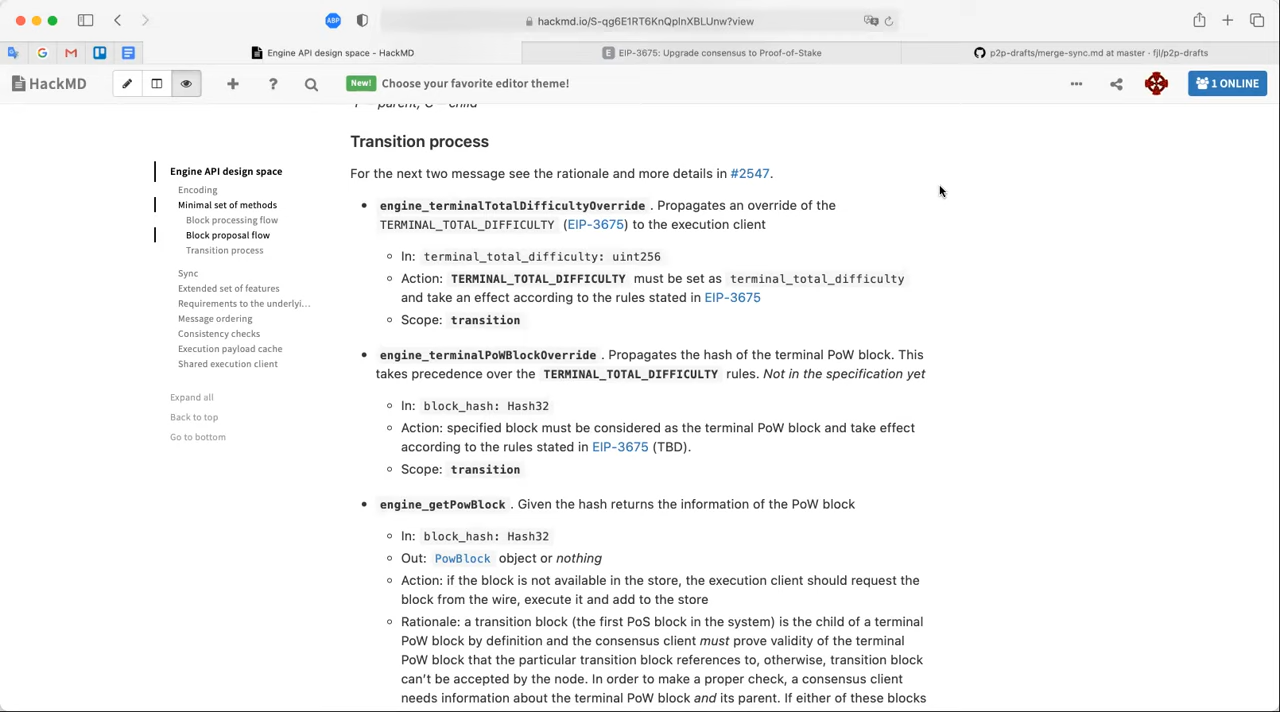 ABP
hackmd.io/S-qg6E1RT6KnQplnXBLUnw?view
G
Engine API design space - HackMD
E EIP-3675: Upgrade consensus to Proof-of-Stake
p2p-drafts/merge-sync.md at master · fjl/p2p-drafts
HackMD
New! Choose your favorite editor theme!
1 ONLINE
Engine API design space
Encoding
Minimal set of methods
Block processing flow
Block proposal flow
Transition process
Sync
Extended set of features
Requirements to the underlyi...
Message ordering
Consistency checks
Execution payload cache
Shared execution client
Expand all
Back to top
Go to bottom
Transition process
For the next two message see the rationale and more details in #2547.
engine_terminalTotalDifficultyOverride . Propagates an override of the
TERMINAL_TOTAL_DIFFICULTY (EIP-3675) to the execution client
In: terminal_total_difficulty: uint256
Action: TERMINAL_TOTAL_DIFFICULTY must be set as terminal_total_difficulty
and take an effect according to the rules stated in EIP-3675
Scope: transition
engine_terminalPoWBlockOverride . Propagates the hash of the terminal PoW block. This
takes precedence over the TERMINAL_TOTAL_DIFFICULTY rules. Not in the specification yet
In: block_hash: Hash32
Action: specified block must be considered as the terminal PoW block and take effect
according to the rules stated in EIP-3675 (TBD).
Scope: transition
engine_getPowBlock . Given the hash returns the information of the PoW block
In: block_hash: Hash32
Out: PowBlock object or nothing
Action: if the block is not available in the store, the execution client should request the
block from the wire, execute it and add to the store
Rationale: a transition block (the first PoS block in the system) is the child of a terminal
PoW block by definition and the consensus client must prove validity of the terminal
PoW block that the particular transition block references to, otherwise, transition block
can't be accepted by the node. In order to make a proper check, a consensus client
needs information about the terminal PoW block and its parent. If either of these blocks